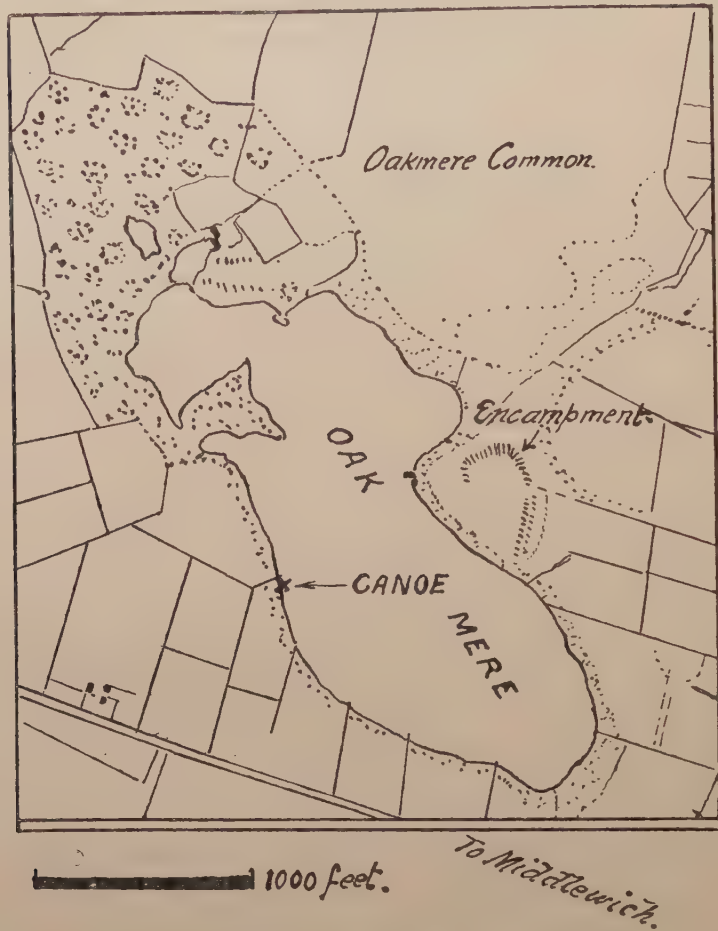 Oakmere Common.
Encampment.
OAK
CANOE
MERE
1000 feet.
To Middlewich.